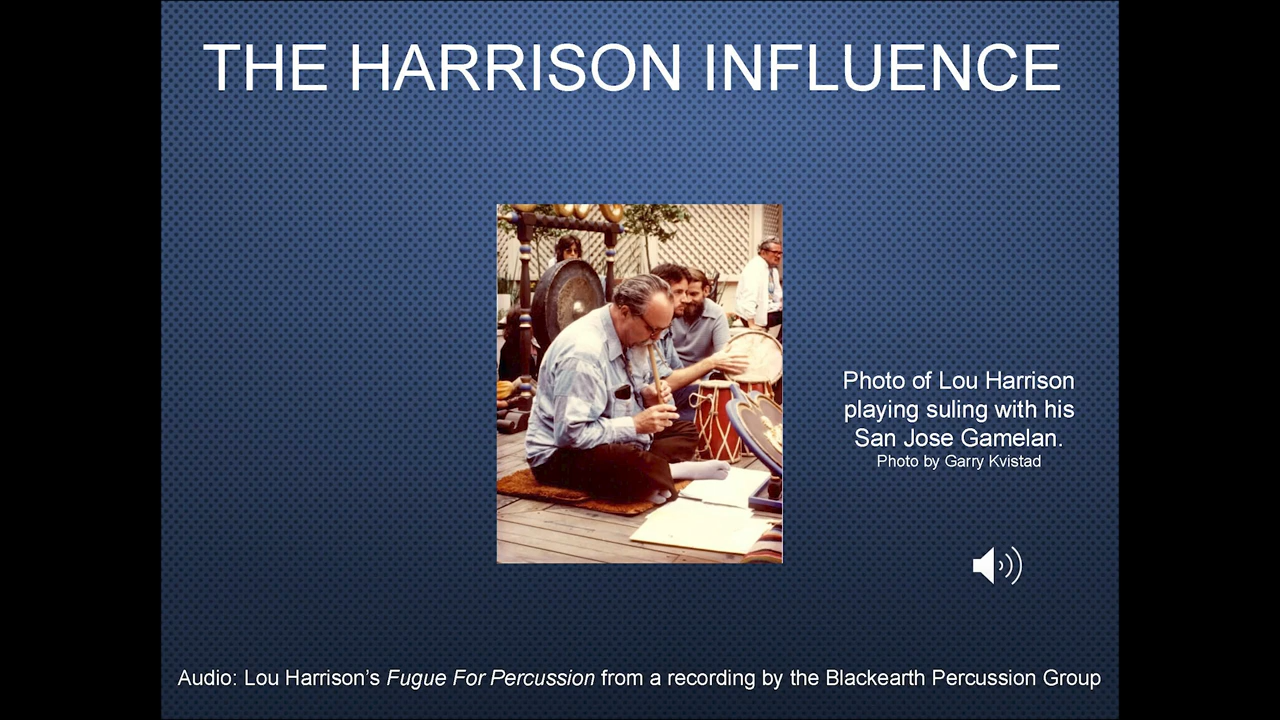 THE HARRISON INFLUENCE
Photo of Lou Harrison
playing suling with his
San Jose Gamelan.
Photo by Garry Kvistad
Audio: Lou Harrison’s Fugue For Percussion from a recording by the Blackearth Percussion Group